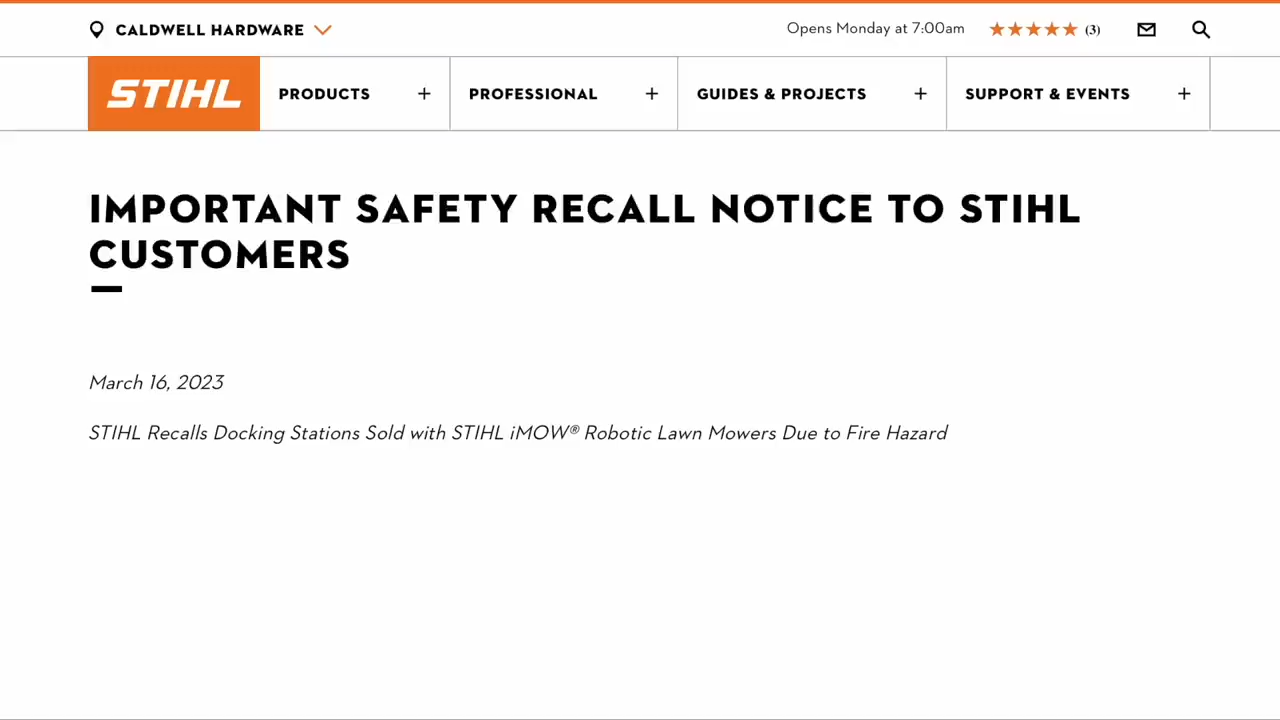 CALDWELL HARDWARE
Opens Monday at 7:00am
(3)
STIHL
PRODUCTS +
PROFESSIONAL +
GUIDES & PROJECTS +
SUPPORT & EVENTS +
IMPORTANT SAFETY RECALL NOTICE TO STIHL
CUSTOMERS
March 16, 2023
STIHL Recalls Docking Stations Sold with STIHL iMOW® Robotic Lawn Mowers Due to Fire Hazard